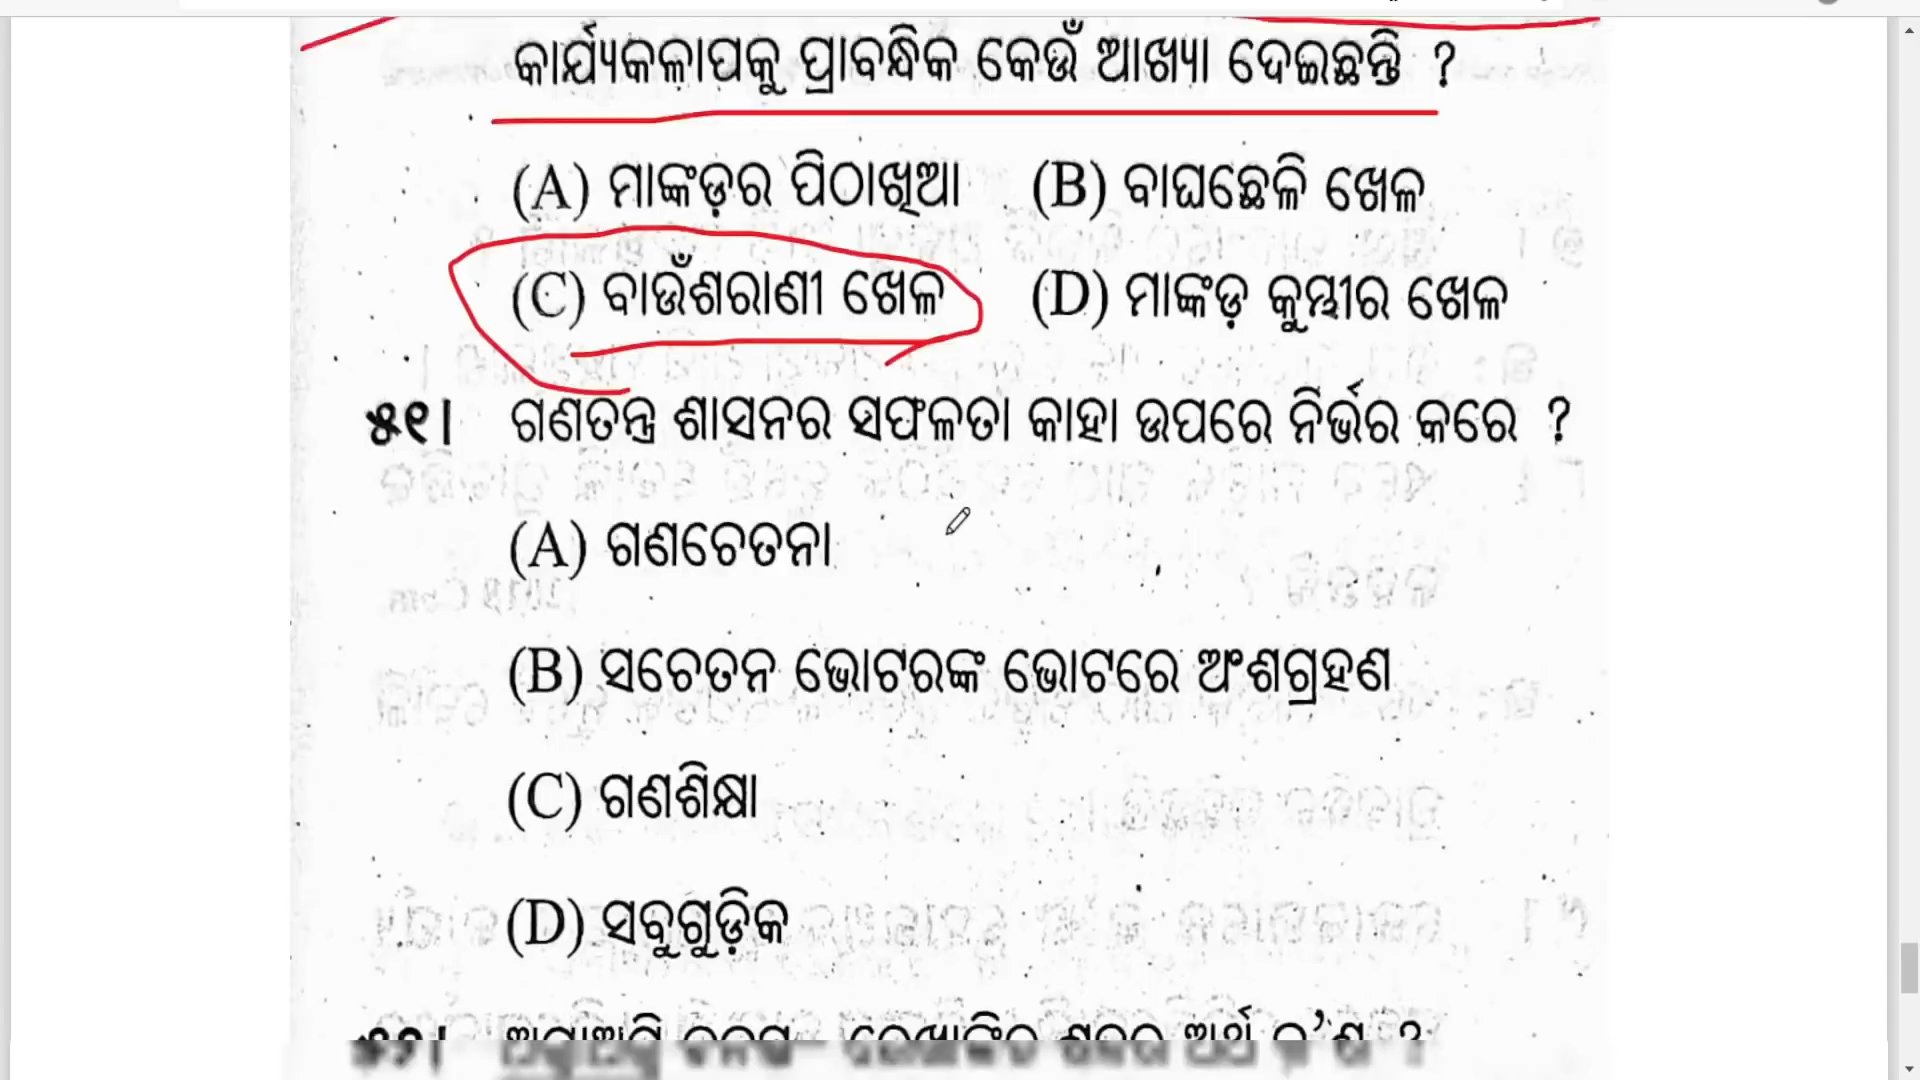 କାର୍ଯ୍ୟକଳାପକୁ ପ୍ରାବନ୍ଧିକ କେଉଁ ଆଖ୍ୟା ଦେଇଛନ୍ତି ?
(A) ମାଙ୍କଡ଼ର ପିଠାଖିଆ (B) ବାଘଛେଳି ଖେଳ
(C) ବାଉଁଶରାଣୀ ଖେଳ (D) ମାଙ୍କଡ଼ କୁମ୍ଭୀର ଖେଳ
୫୧। ଗଣତନ୍ତ୍ର ଶାସନର ସଫଳତା କାହା ଉପରେ ନିର୍ଭର କରେ ?
(A) ଗଣଚେତନା
(B) ସଚେତନ ଭୋଟରଙ୍କ ଭୋଟରେ ଅଂଶଗ୍ରହଣ
(C) ଗଣଶିକ୍ଷା
(D) ସବୁଗୁଡ଼ିକ